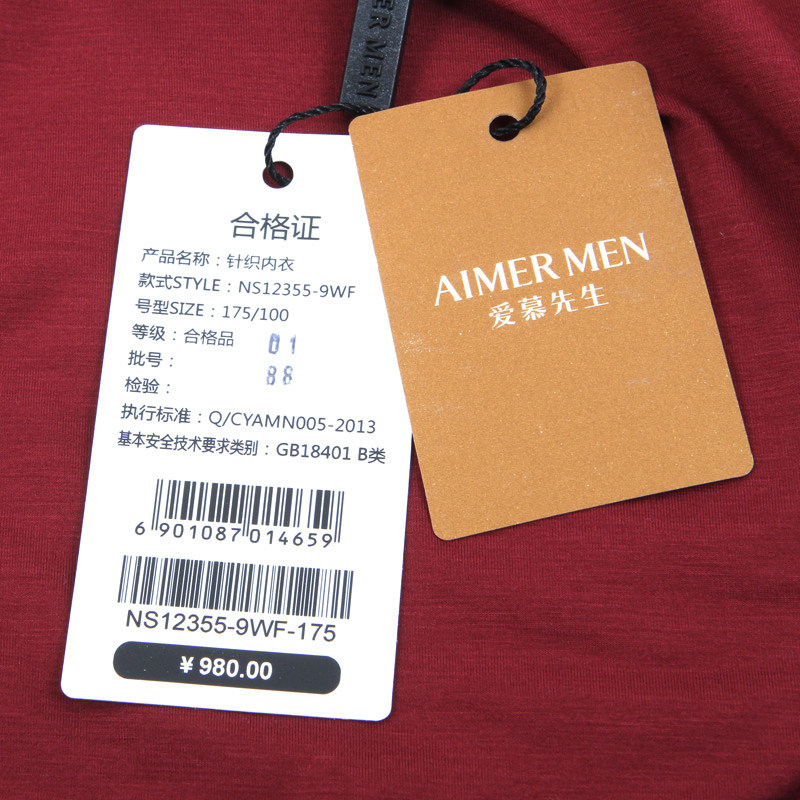 ER MEN
合格证
产品名称：针织内衣
款式STYLE：NS12355-9WF
号型SIZE：175/100
等级：合格品
01
批号：
88
检验：
执行标准：Q/CYAMN005-2013
基本安全技术要求类别：GB18401 B类
6 901087 014659
NS12355-9WF-175
￥980.00
AIMER MEN
爱慕先生